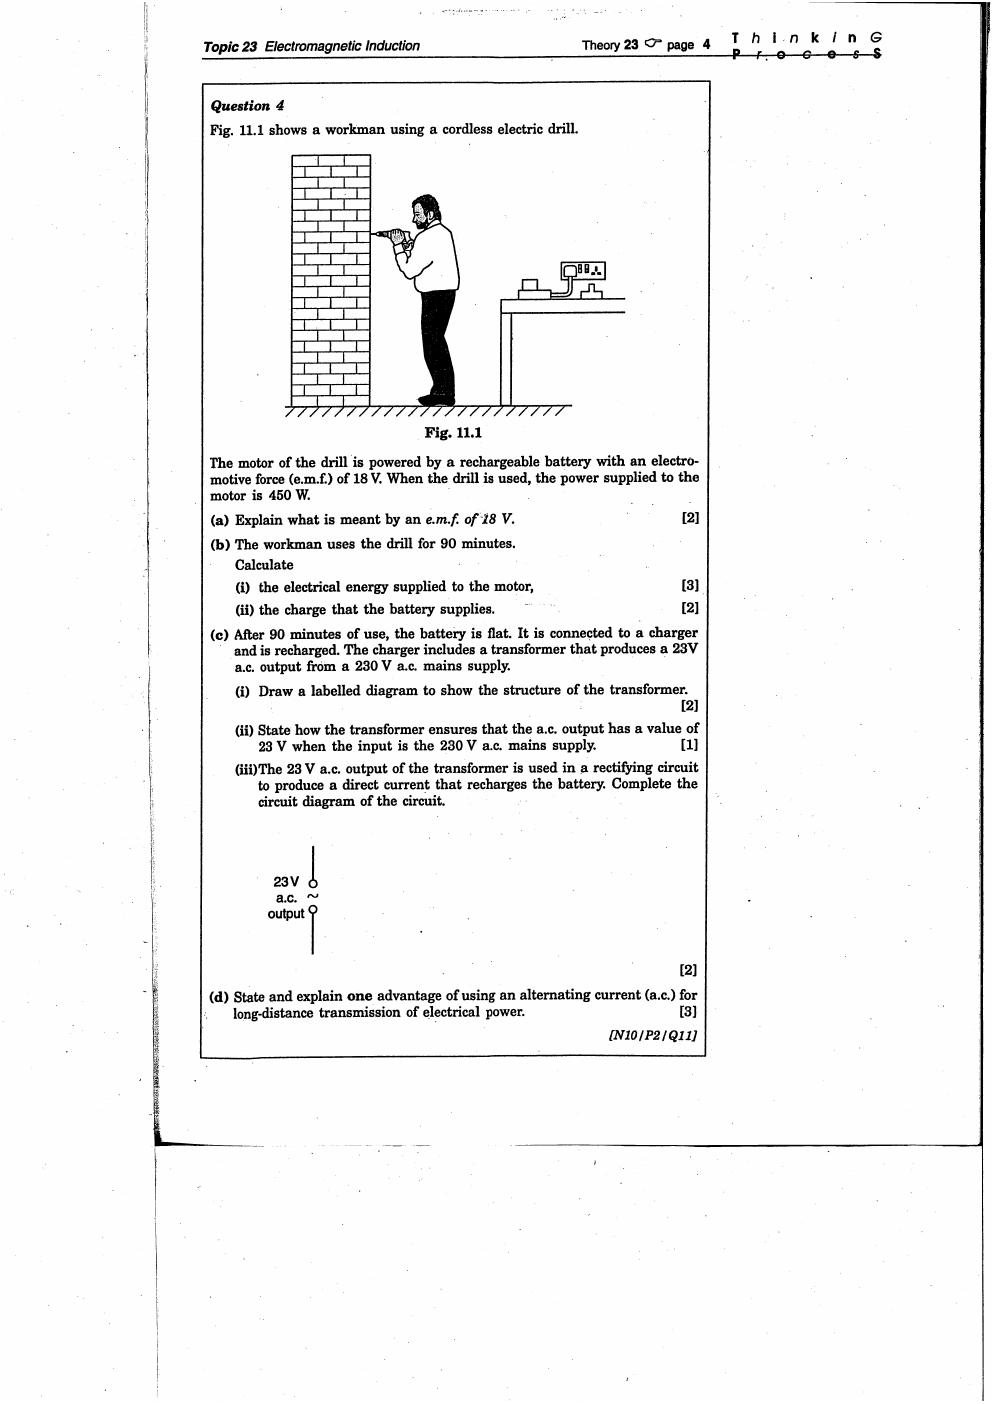 Topic 23 Electromagnetic Induction
Theory 23 ☞ page 4
T h i n k i n G
P r o c e s S
Question 4
Fig. 11.1 shows a workman using a cordless electric drill.
Fig. 11.1
The motor of the drill is powered by a rechargeable battery with an electro-
motive force (e.m.f.) of 18 V. When the drill is used, the power supplied to the
motor is 450 W.
(a) Explain what is meant by an e.m.f. of 18 V. [2]
(b) The workman uses the drill for 90 minutes.
Calculate
(i) the electrical energy supplied to the motor, [3]
(ii) the charge that the battery supplies. [2]
(c) After 90 minutes of use, the battery is flat. It is connected to a charger
and is recharged. The charger includes a transformer that produces a 23V
a.c. output from a 230 V a.c. mains supply.
(i) Draw a labelled diagram to show the structure of the transformer.
[2]
(ii) State how the transformer ensures that the a.c. output has a value of
23 V when the input is the 230 V a.c. mains supply. [1]
(iii)The 23 V a.c. output of the transformer is used in a rectifying circuit
to produce a direct current that recharges the battery. Complete the
circuit diagram of the circuit.
23 V
a.c. ~
output
[2]
(d) State and explain one advantage of using an alternating current (a.c.) for
long-distance transmission of electrical power. [3]
[N10/P2/Q11]